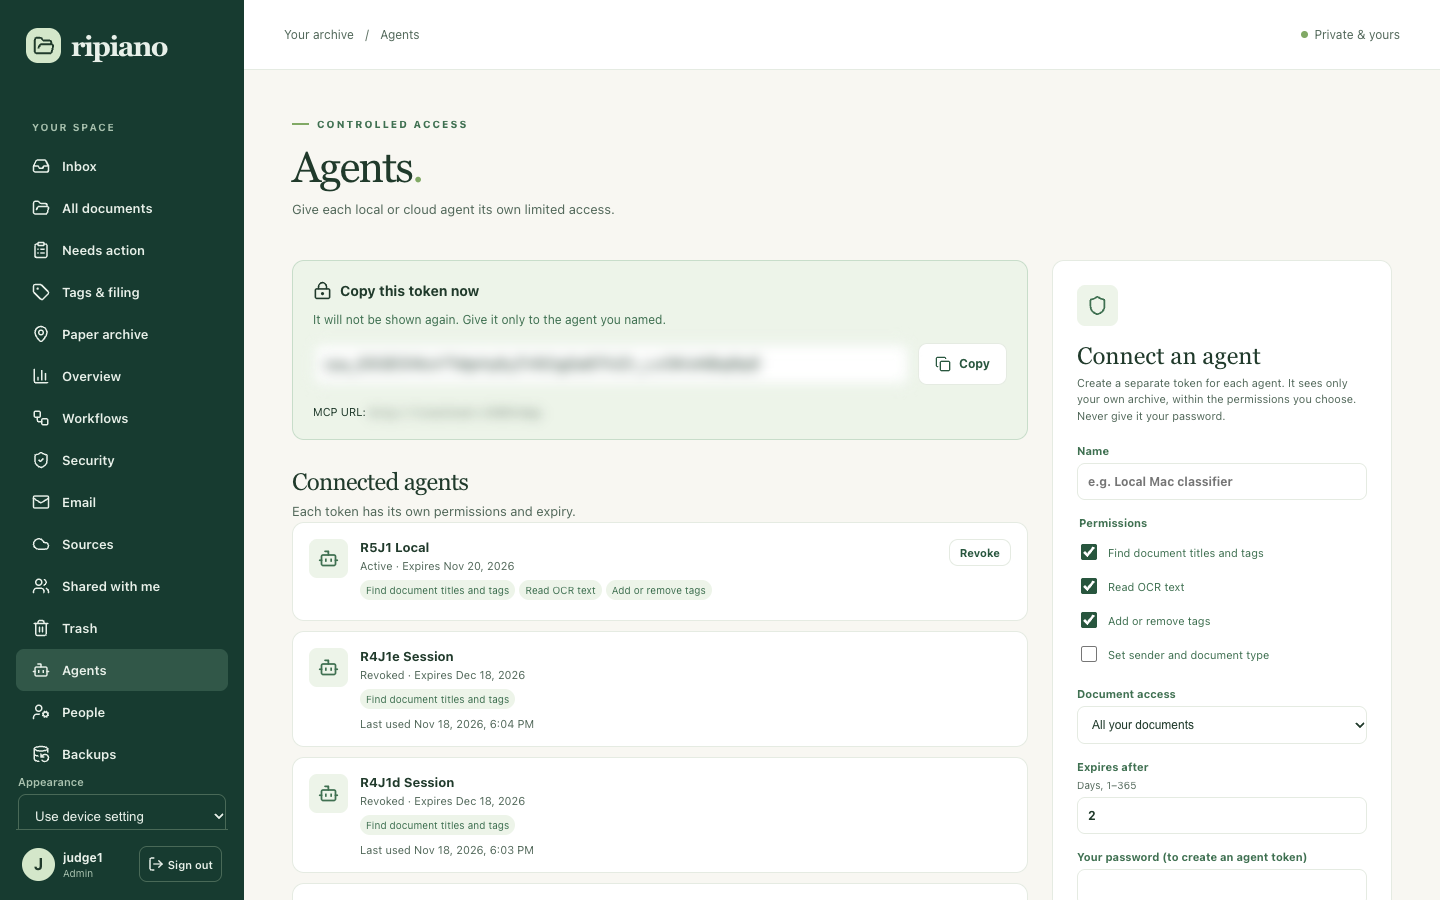 ripiano
YOUR SPACE
Inbox
All documents
Needs action
Tags & filing
Paper archive
Overview
Workflows
Security
Email
Sources
Shared with me
Trash
Agents
People
Backups
Appearance
Use device setting
J
judge1
Admin
Sign out
Your archive / Agents
Private & yours
CONTROLLED ACCESS
Agents.
Give each local or cloud agent its own limited access.
Copy this token now
It will not be shown again. Give it only to the agent you named.
Copy
MCP URL:
Connected agents
Each token has its own permissions and expiry.
R5J1 Local
Active · Expires Nov 20, 2026
Find document titles and tags
Read OCR text
Add or remove tags
Revoke
R4J1e Session
Revoked · Expires Dec 18, 2026
Find document titles and tags
Last used Nov 18, 2026, 6:04 PM
R4J1d Session
Revoked · Expires Dec 18, 2026
Find document titles and tags
Last used Nov 18, 2026, 6:03 PM
Connect an agent
Create a separate token for each agent. It sees only
your own archive, within the permissions you choose.
Never give it your password.
Name
e.g. Local Mac classifier
Permissions
Find document titles and tags
Read OCR text
Add or remove tags
Set sender and document type
Document access
All your documents
Expires after
Days, 1–365
2
Your password (to create an agent token)